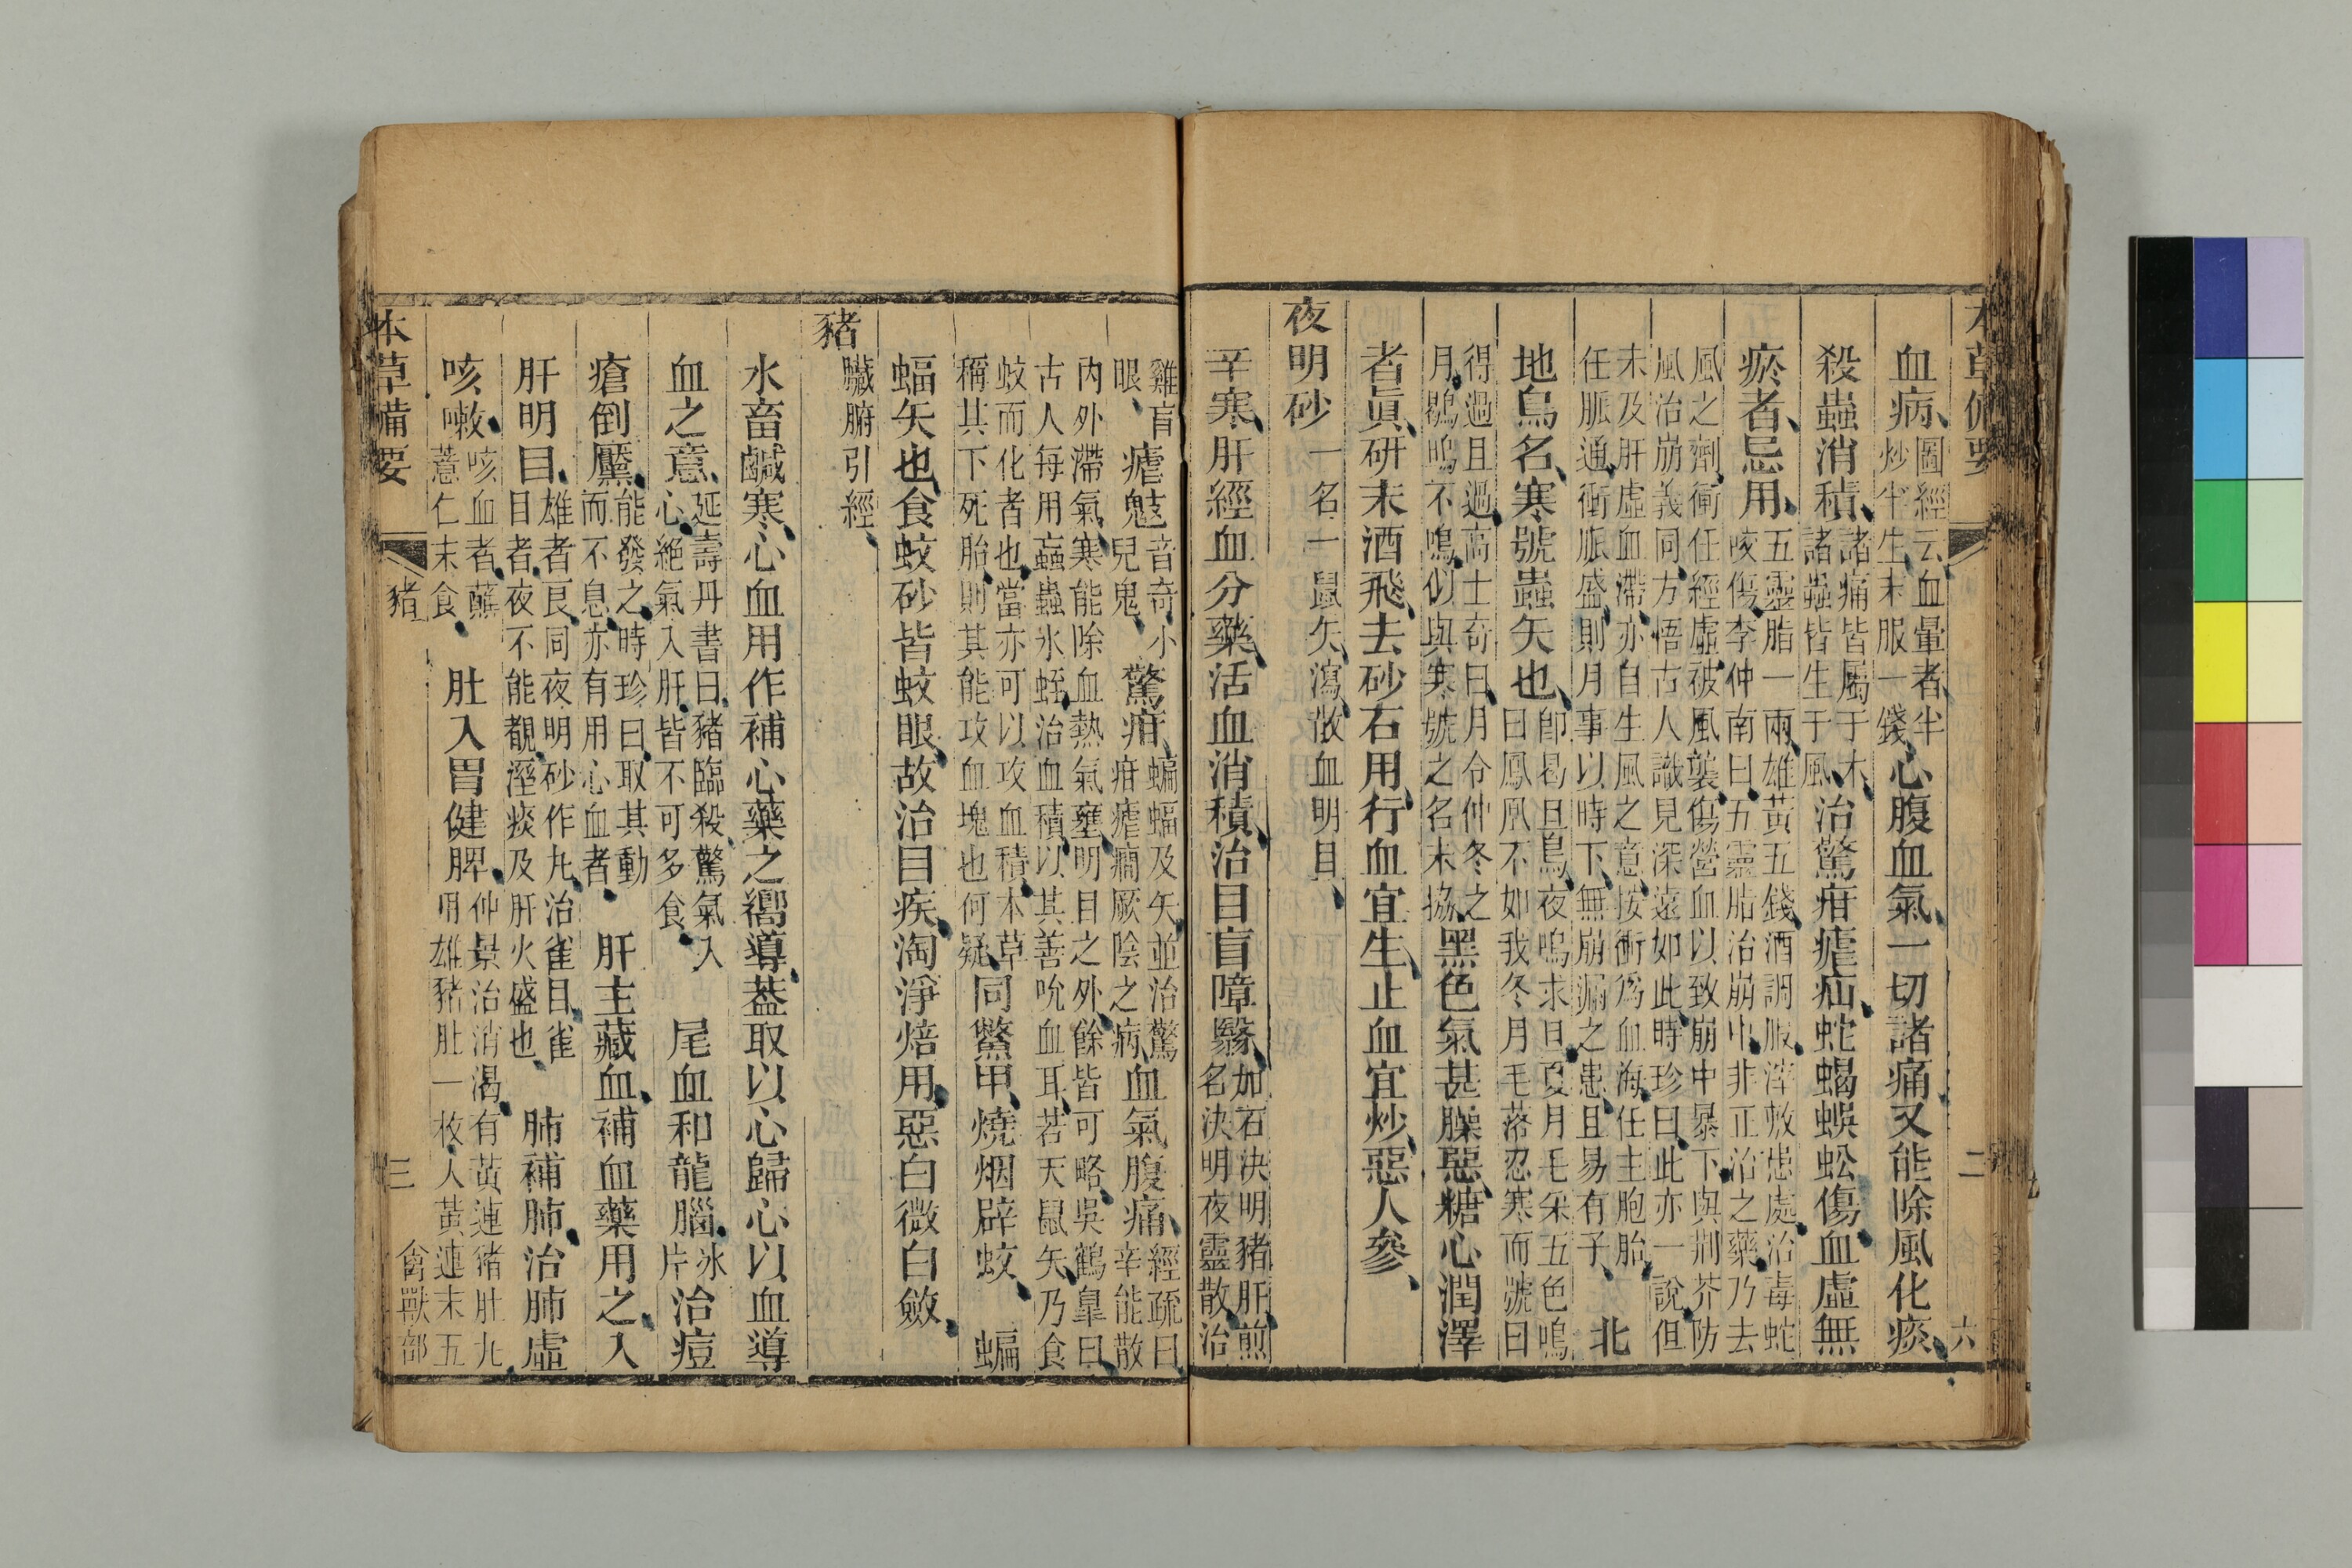 本草備要 二 六
血病圖經云血暈者半炒半生末服一錢心腹血氣一切諸痛又能除風化痰
殺蟲消積諸痛皆屬于木諸蟲皆生于風治驚疳瘧疝蛇蝎蜈蚣傷血虛無
瘀者忌用五靈脂一兩雄黃五錢酒調服滓敷患處治毒蛇咬傷李仲南曰五靈脂治崩中非正治之藥乃去
風之劑衝任經虛被風襲傷營血以致崩中暴下與荆芥防風治崩義同方悟古人識見深遠如此時珍曰此亦一說但
未及肝虛血滯亦自生風之意按衝爲血海任主胞胎任脈通衝脈盛則月事以時下無崩漏之患且易有子北
地鳥名寒號蟲矢也卽曷旦鳥夜鳴求旦夏月毛采五色鳴曰鳳凰不如我冬月毛落忍寒而號曰
得過且過高士奇曰月令仲冬之月鶡鳴不鳴似與寒號之名未協黑色氣甚臊惡糖心潤澤
者眞研末酒飛去砂石用行血宜生止血宜炒惡人參
夜明砂一名一鼠矢瀉散血明目
辛寒肝經血分藥活血消積治目盲障翳加石決明豬肝煎名決明夜靈散治
雞盲眼瘧魃音奇小兒鬼驚疳蝙蝠及矢並治驚疳瘧癇厥陰之病血氣腹痛經疏曰辛能散
內外滯氣寒能除血熱氣壅明目之外餘皆可略吳鶴臯曰古人每用蝱蟲水蛭治血積以其善吮血耳若天鼠矢乃食
蚊而化者也當亦可以攻血積本草稱其下死胎則其能攻血塊也何疑同鱉甲燒烟辟蚊 蝙
蝠矢也食蚊砂皆蚊眼故治目疾淘淨焙用惡白薇白斂
豬臟腑引經
水畜鹹寒心血用作補心藥之嚮導葢取以心歸心以血導
血之意延壽丹書曰豬臨殺驚氣入心絕氣入肝皆不可多食 尾血和龍腦冰片治痘
瘡倒黶能發之時珍曰取其動而不息亦有用心血者 肝主藏血補血藥用之入
肝明目雄者良同夜明砂作丸治雀目雀目者夜不能覩溼痰及肝火盛也 肺補肺治肺虛
咳嗽咳血者蘸薏仁末食 肚入胃健脾仲景治消渴有黃連豬肚丸用雄豬肚一枚入黃連末五
本草備要 豬 三 禽獸部